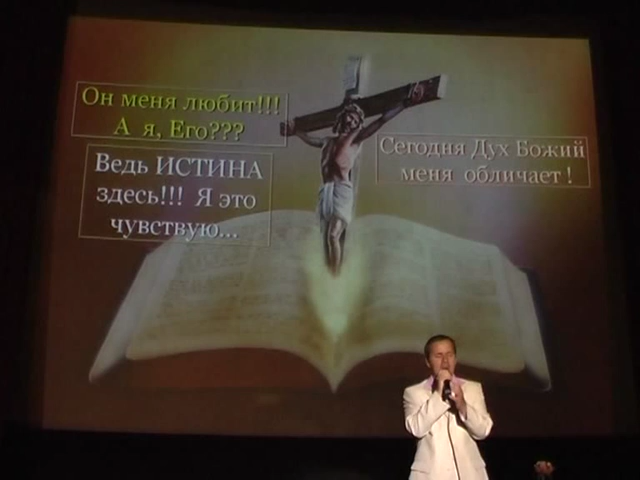 Он меня любит!!!
А я, Его???
Ведь ИСТИНА
здесь!!! Я это
чувствую...
Сегодня Дух Божий
меня обличает !